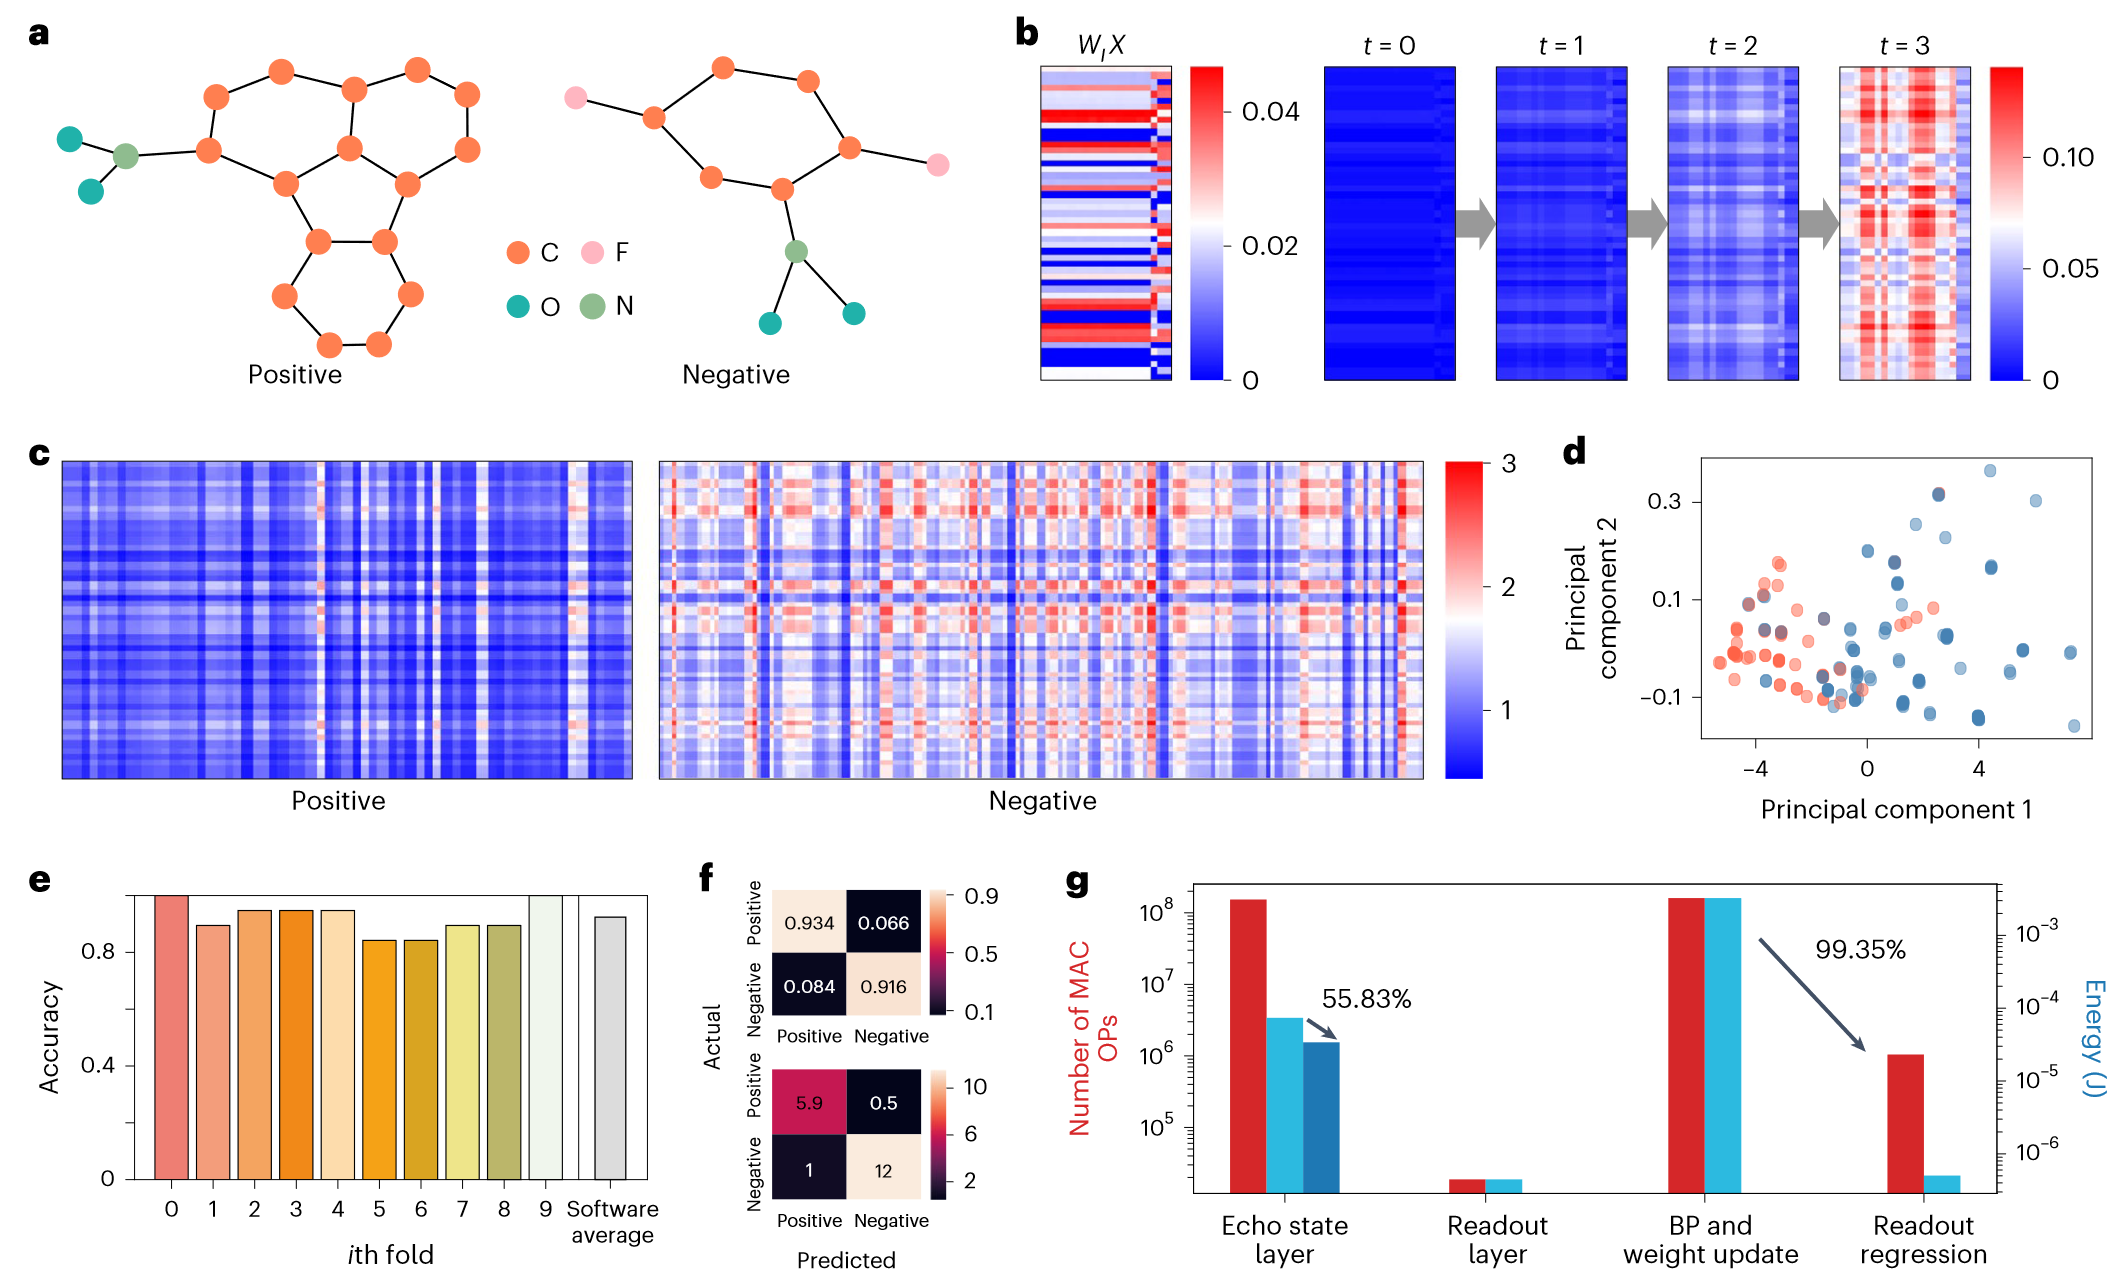 a
C
F
O
N
Positive
Negative
b
WIX
t = 0
t = 1
t = 2
t = 3
0.04
0.02
0
0.10
0.05
0
c
Positive
Negative
3
2
1
d
Principal
component 2
0.3
0.1
−0.1
−4
0
4
Principal component 1
e
Accuracy
0.8
0.4
0
0
1
2
3
4
5
6
7
8
9
Software
average
ith fold
f
Actual
Positive
Negative
0.934
0.066
0.084
0.916
Positive
Negative
0.9
0.5
0.1
Positive
Negative
5.9
0.5
1
12
Positive
Negative
10
6
2
Predicted
g
Number of MAC
OPs
10^8
10^7
10^6
10^5
55.83%
99.35%
10^−3
10^−4
10^−5
10^−6
Energy (J)
Echo state
layer
Readout
layer
BP and
weight update
Readout
regression